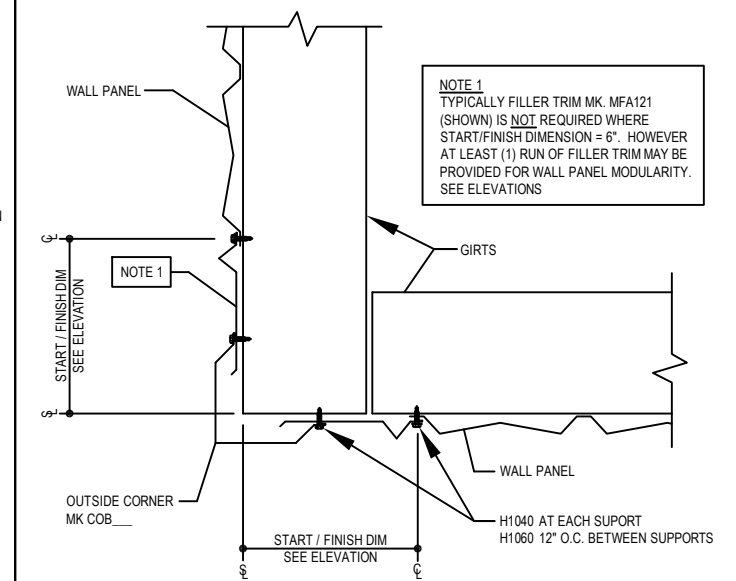 WALL PANEL
NOTE 1
TYPICALLY FILLER TRIM MK. MFA121
(SHOWN) IS NOT REQUIRED WHERE
START/FINISH DIMENSION = 6". HOWEVER
AT LEAST (1) RUN OF FILLER TRIM MAY BE
PROVIDED FOR WALL PANEL MODULARITY.
SEE ELEVATIONS
N
GIRTS
NOTE 1
START / FINISH DIM
SEE ELEVATION
WALL PANEL
OUTSIDE CORNER
MK COB___
H1040 AT EACH SUPORT
H1060 12" O.C. BETWEEN SUPPORTS
START / FINISH DIM
SEE ELEVATION